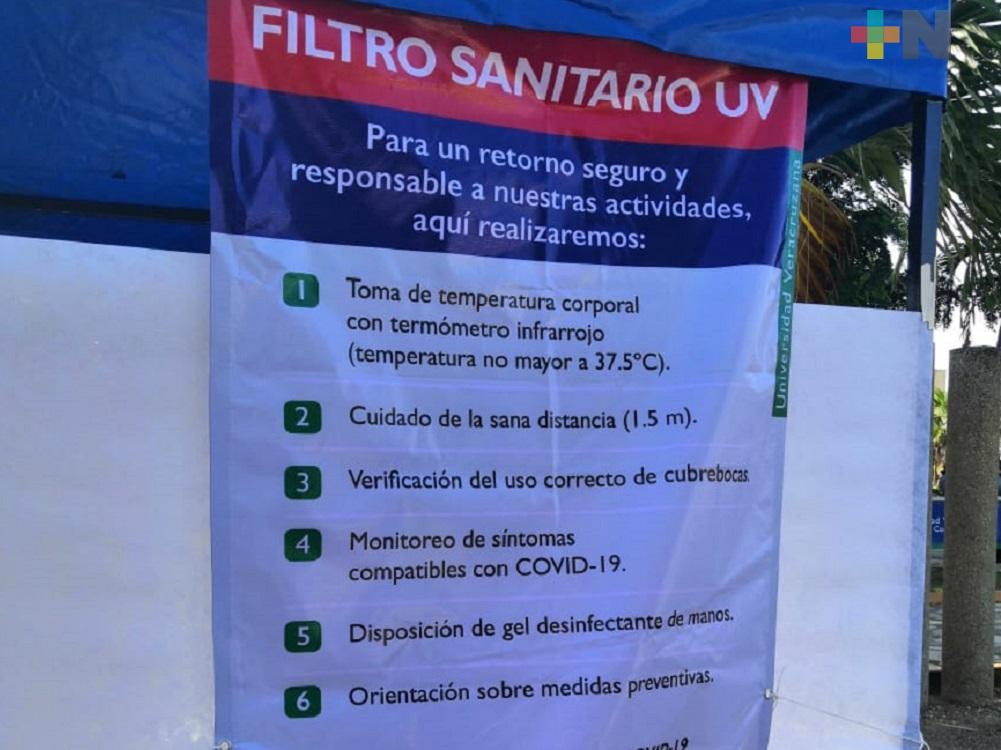 +N
FILTRO SANITARIO UV
Para un retorno seguro y
responsable a nuestras actividades,
aquí realizaremos:
Universidad Veracruzana
1 Toma de temperatura corporal
con termómetro infrarrojo
(temperatura no mayor a 37.5°C).
2 Cuidado de la sana distancia (1.5 m).
3 Verificación del uso correcto de cubrebocas.
4 Monitoreo de síntomas
compatibles con COVID-19.
5 Disposición de gel desinfectante de manos.
6 Orientación sobre medidas preventivas.